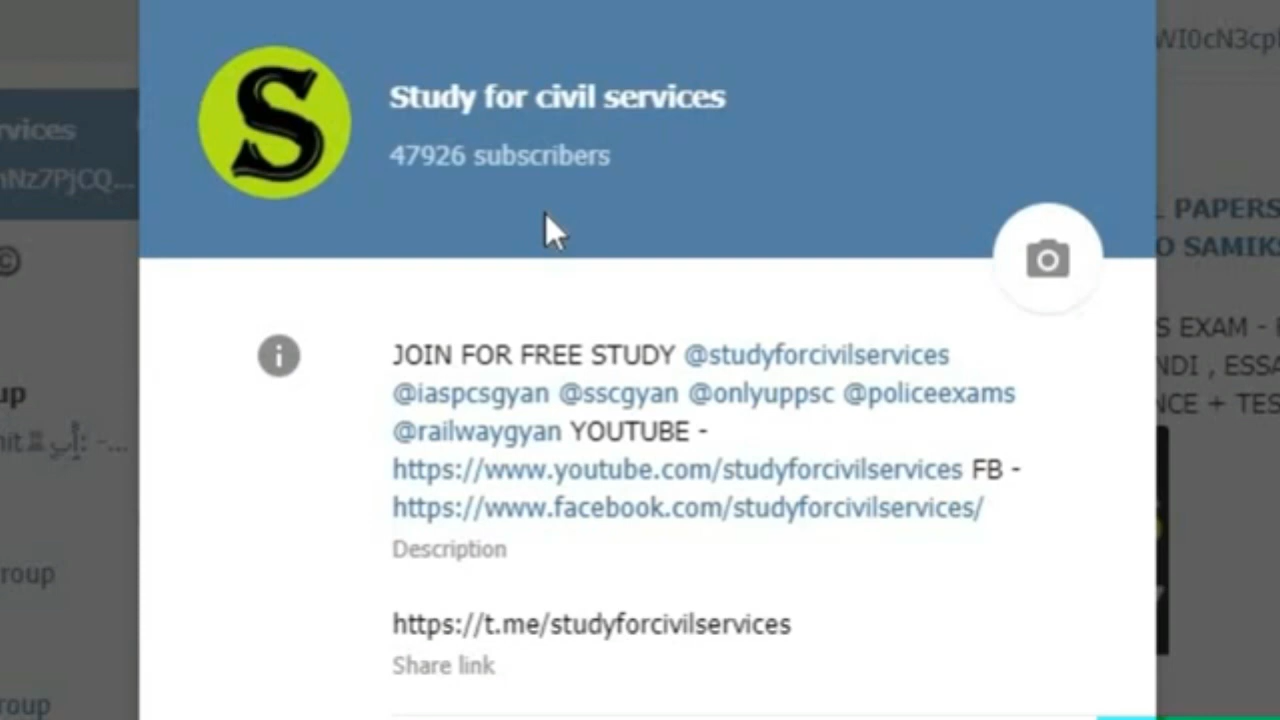 WI0cN3cpl
rvices
Study for civil services
47926 subscribers
S
PAPERS
O SAMIKS
JOIN FOR FREE STUDY @studyforcivilservices
@iaspcsgyan @sscgyan @onlyuppsc @policeexams
@railwaygyan YOUTUBE -
https://www.youtube.com/studyforcivilservices FB -
https://www.facebook.com/studyforcivilservices/
Description
https://t.me/studyforcivilservices
Share link
S EXAM -
NDI , ESSA
NCE + TES
up
roup
roup